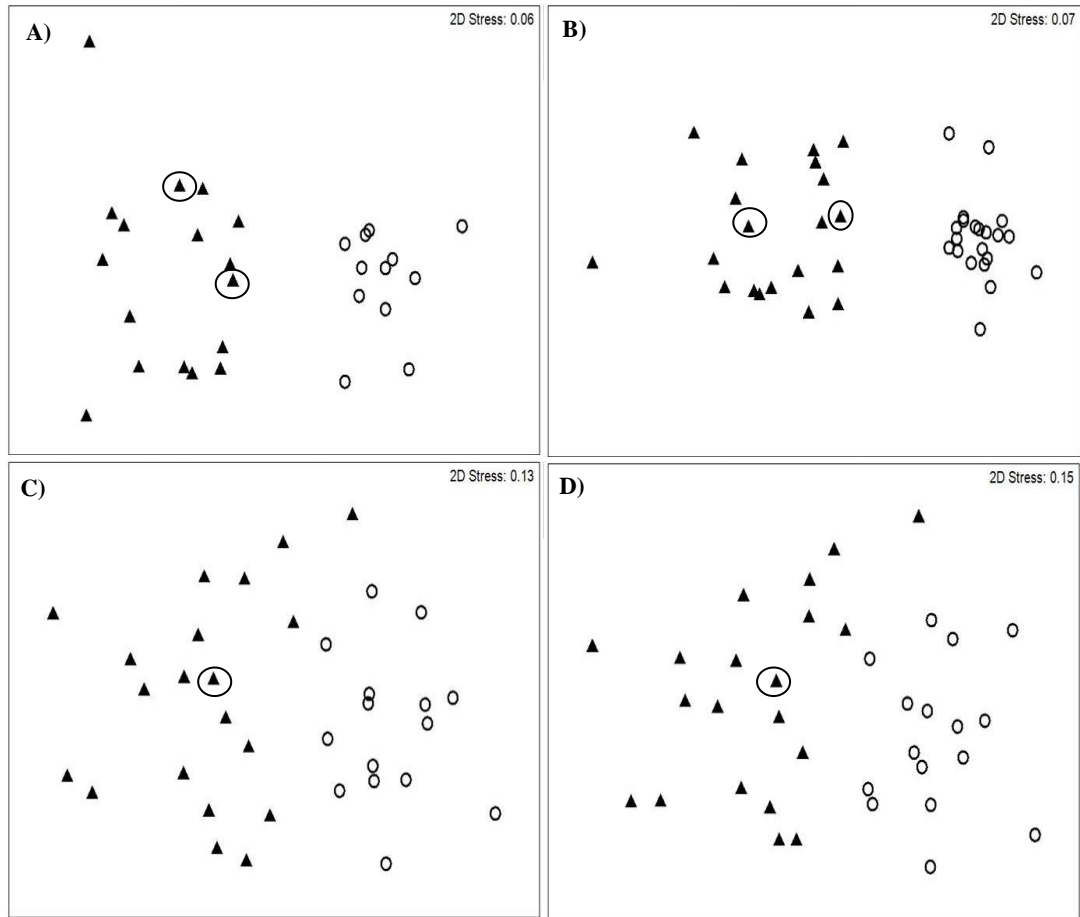 A)
2D Stress: 0.06
B)
2D Stress: 0.07
C)
2D Stress: 0.13
D)
2D Stress: 0.15